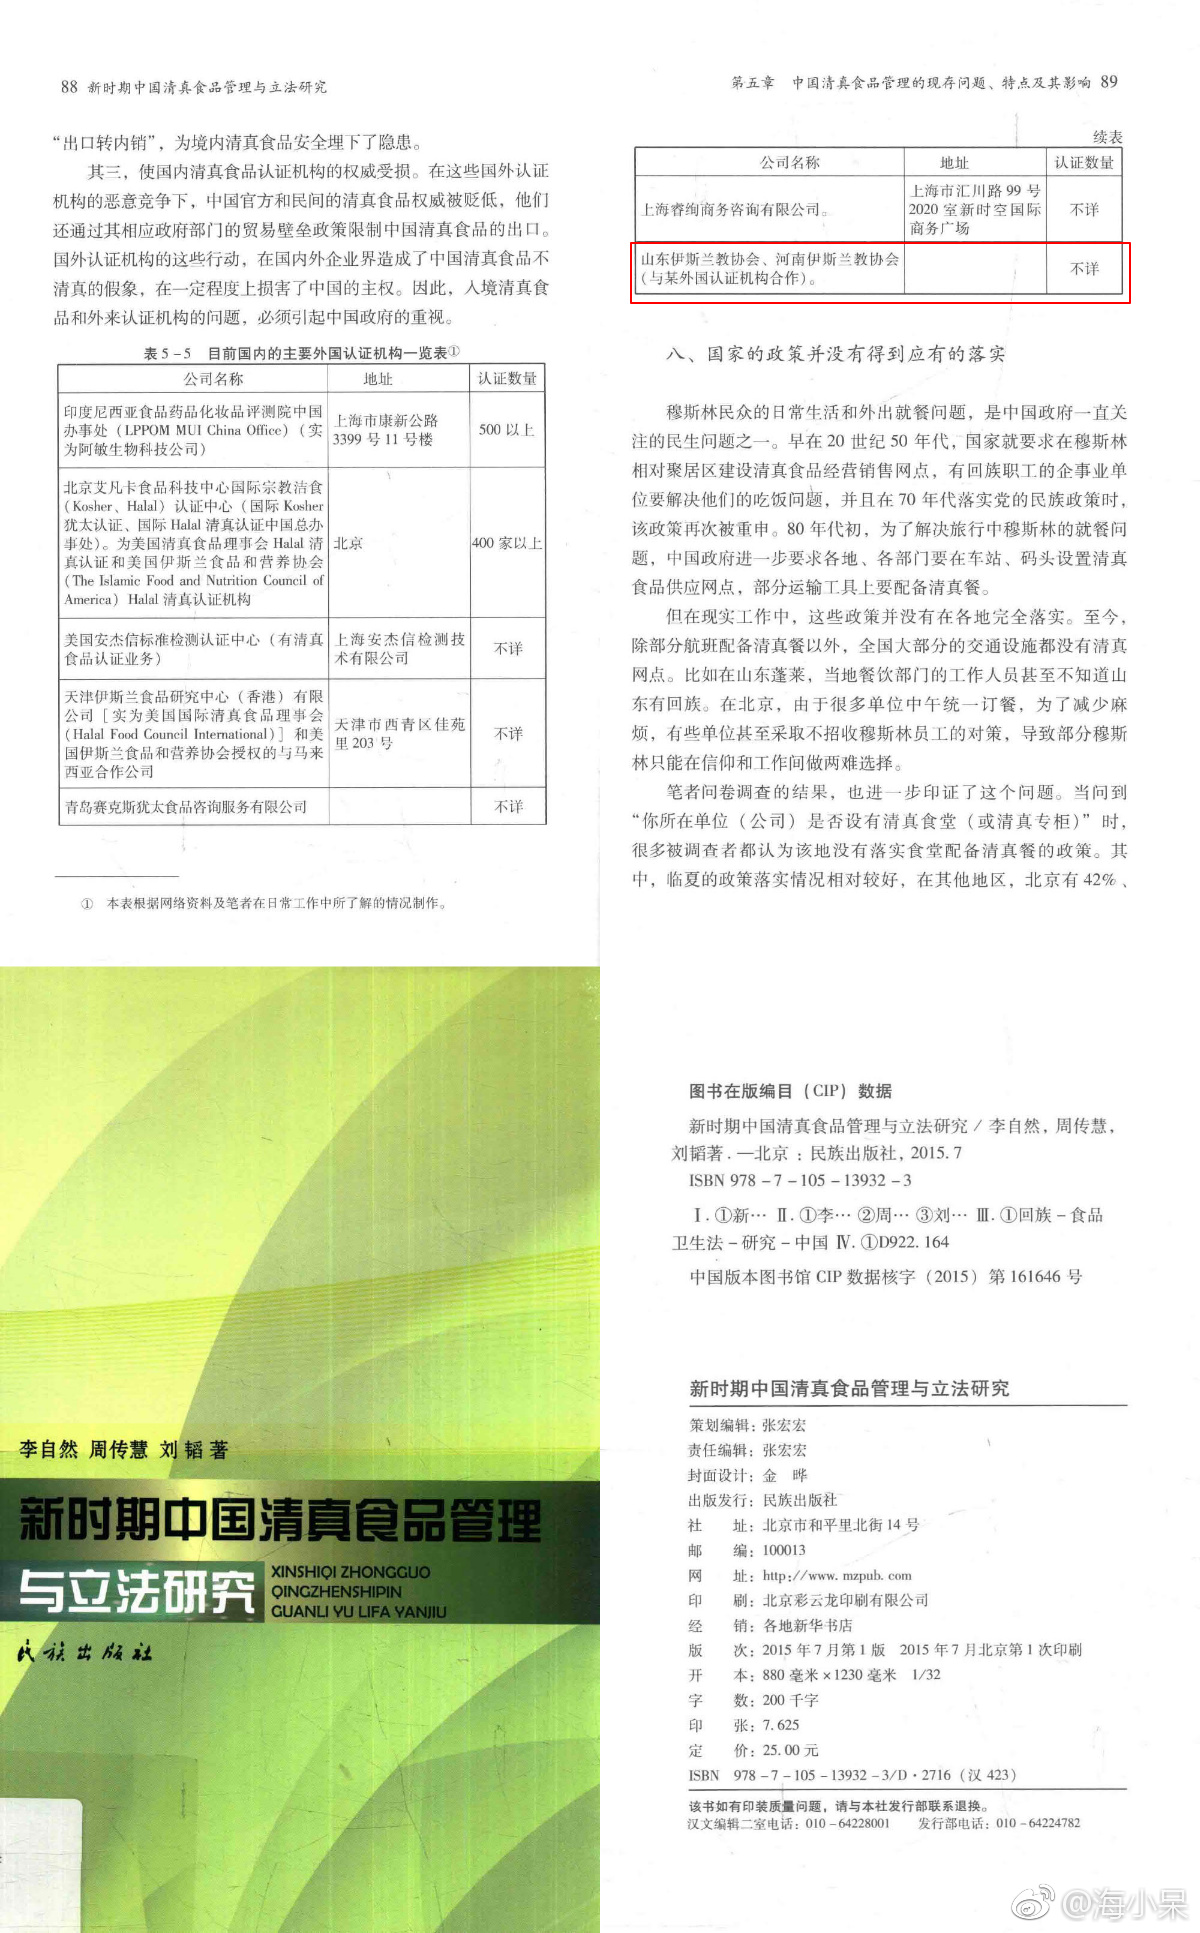 88 新时期中国清真食品管理与立法研究
“出口转内销”，为境内清真食品安全埋下了隐患。
其三，使国内清真食品认证机构的权威受损。在这些国外认证
机构的恶意竞争下，中国官方和民间的清真食品权威被贬低，他们
还通过其相应政府部门的贸易壁垒政策限制中国清真食品的出口。
国外认证机构的这些行动，在国内外企业界造成了中国清真食品不
清真的假象，在一定程度上损害了中国的主权。因此，入境清真食
品和外来认证机构的问题，必须引起中国政府的重视。
表 5-5 目前国内的主要外国认证机构一览表①
公司名称 地址 认证数量
印度尼西亚食品药品化妆品评测院中国
办事处（LPPOM MUI China Office）（实
为阿敏生物科技公司）
上海市康新公路
3399 号 11 号楼
500 以上
北京艾凡卡食品科技中心国际宗教洁食
（Kosher、Halal）认证中心（国际 Kosher
犹太认证、国际 Halal 清真认证中国总办
事处）。为美国清真食品理事会 Halal 清
真认证和美国伊斯兰食品和营养协会
（The Islamic Food and Nutrition Council of
America）Halal 清真认证机构
北京
400 家以上
美国安杰信标准检测认证中心（有清真
食品认证业务）
上海安杰信检测技
术有限公司
不详
天津伊斯兰食品研究中心（香港）有限
公司［实为美国国际清真食品理事会
（Halal Food Council International）］和美
国伊斯兰食品和营养协会授权的与马来
西亚合作公司
天津市西青区佳苑
里 203 号
不详
青岛赛克斯犹太食品咨询服务有限公司
不详
① 本表根据网络资料及笔者在日常工作中所了解的情况制作。
第五章 中国清真食品管理的现存问题、特点及其影响 89
续表
公司名称 地址 认证数量
上海睿绚商务咨询有限公司。
上海市汇川路 99 号
2020 室新时空国际
商务广场
不详
山东伊斯兰教协会、河南伊斯兰教协会
（与某外国认证机构合作）。
不详
八、国家的政策并没有得到应有的落实
穆斯林民众的日常生活和外出就餐问题，是中国政府一直关
注的民生问题之一。早在 20 世纪 50 年代，国家就要求在穆斯林
相对聚居区建设清真食品经营销售网点，有回族职工的企事业单
位要解决他们的吃饭问题，并且在 70 年代落实党的民族政策时，
该政策再次被重申。80 年代初，为了解决旅行中穆斯林的就餐问
题，中国政府进一步要求各地、各部门要在车站、码头设置清真
食品供应网点，部分运输工具上要配备清真餐。
但在现实工作中，这些政策并没有在各地完全落实。至今，
除部分航班配备清真餐以外，全国大部分的交通设施都没有清真
网点。比如在山东蓬莱，当地餐饮部门的工作人员甚至不知道山
东有回族。在北京，由于很多单位中午统一订餐，为了减少麻
烦，有些单位甚至采取不招收穆斯林员工的对策，导致部分穆斯
林只能在信仰和工作间做两难选择。
笔者问卷调查的结果，也进一步印证了这个问题。当问到
“你所在单位（公司）是否设有清真食堂（或清真专柜）”时，
很多被调查者都认为该地没有落实食堂配备清真餐的政策。其
中，临夏的政策落实情况相对较好，在其他地区，北京有 42%、
李自然 周传慧 刘韬 著
新时期中国清真食品管理
与立法研究
XINSHIQI ZHONGGUO
QINGZHENSHIPIN
GUANLI YU LIFA YANJIU
民族出版社
图书在版编目（CIP）数据
新时期中国清真食品管理与立法研究 / 李自然，周传慧，
刘韬著. —北京：民族出版社，2015.7
ISBN 978-7-105-13932-3
Ⅰ.①新… Ⅱ.①李… ②周… ③刘… Ⅲ.①回族-食品
卫生法-研究-中国 Ⅳ.①D922.164
中国版本图书馆 CIP 数据核字（2015）第 161646 号
新时期中国清真食品管理与立法研究
策划编辑：张宏宏
责任编辑：张宏宏
封面设计：金 晔
出版发行：民族出版社
社 址：北京市和平里北街 14 号
邮 编：100013
网 址：http://www.mzpub.com
印 刷：北京彩云龙印刷有限公司
经 销：各地新华书店
版 次：2015 年 7 月第 1 版 2015 年 7 月北京第 1 次印刷
开 本：880 毫米×1230 毫米 1/32
字 数：200 千字
印 张：7.625
定 价：25.00 元
ISBN 978-7-105-13932-3/D·2716（汉 423）
该书如有印装质量问题，请与本社发行部联系退换。
汉文编辑二室电话：010-64228001 发行部电话：010-64224782
@海小呆